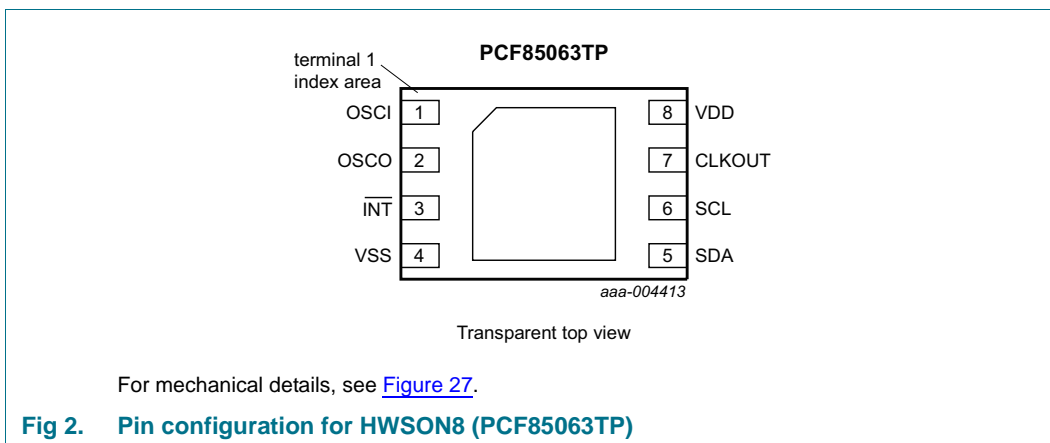 PCF85063TP
terminal 1
index area
OSCI 1 8 VDD
OSCO 2 7 CLKOUT
INT 3 6 SCL
VSS 4 5 SDA
aaa-004413
Transparent top view
For mechanical details, see Figure 27.
Fig 2. Pin configuration for HWSON8 (PCF85063TP)